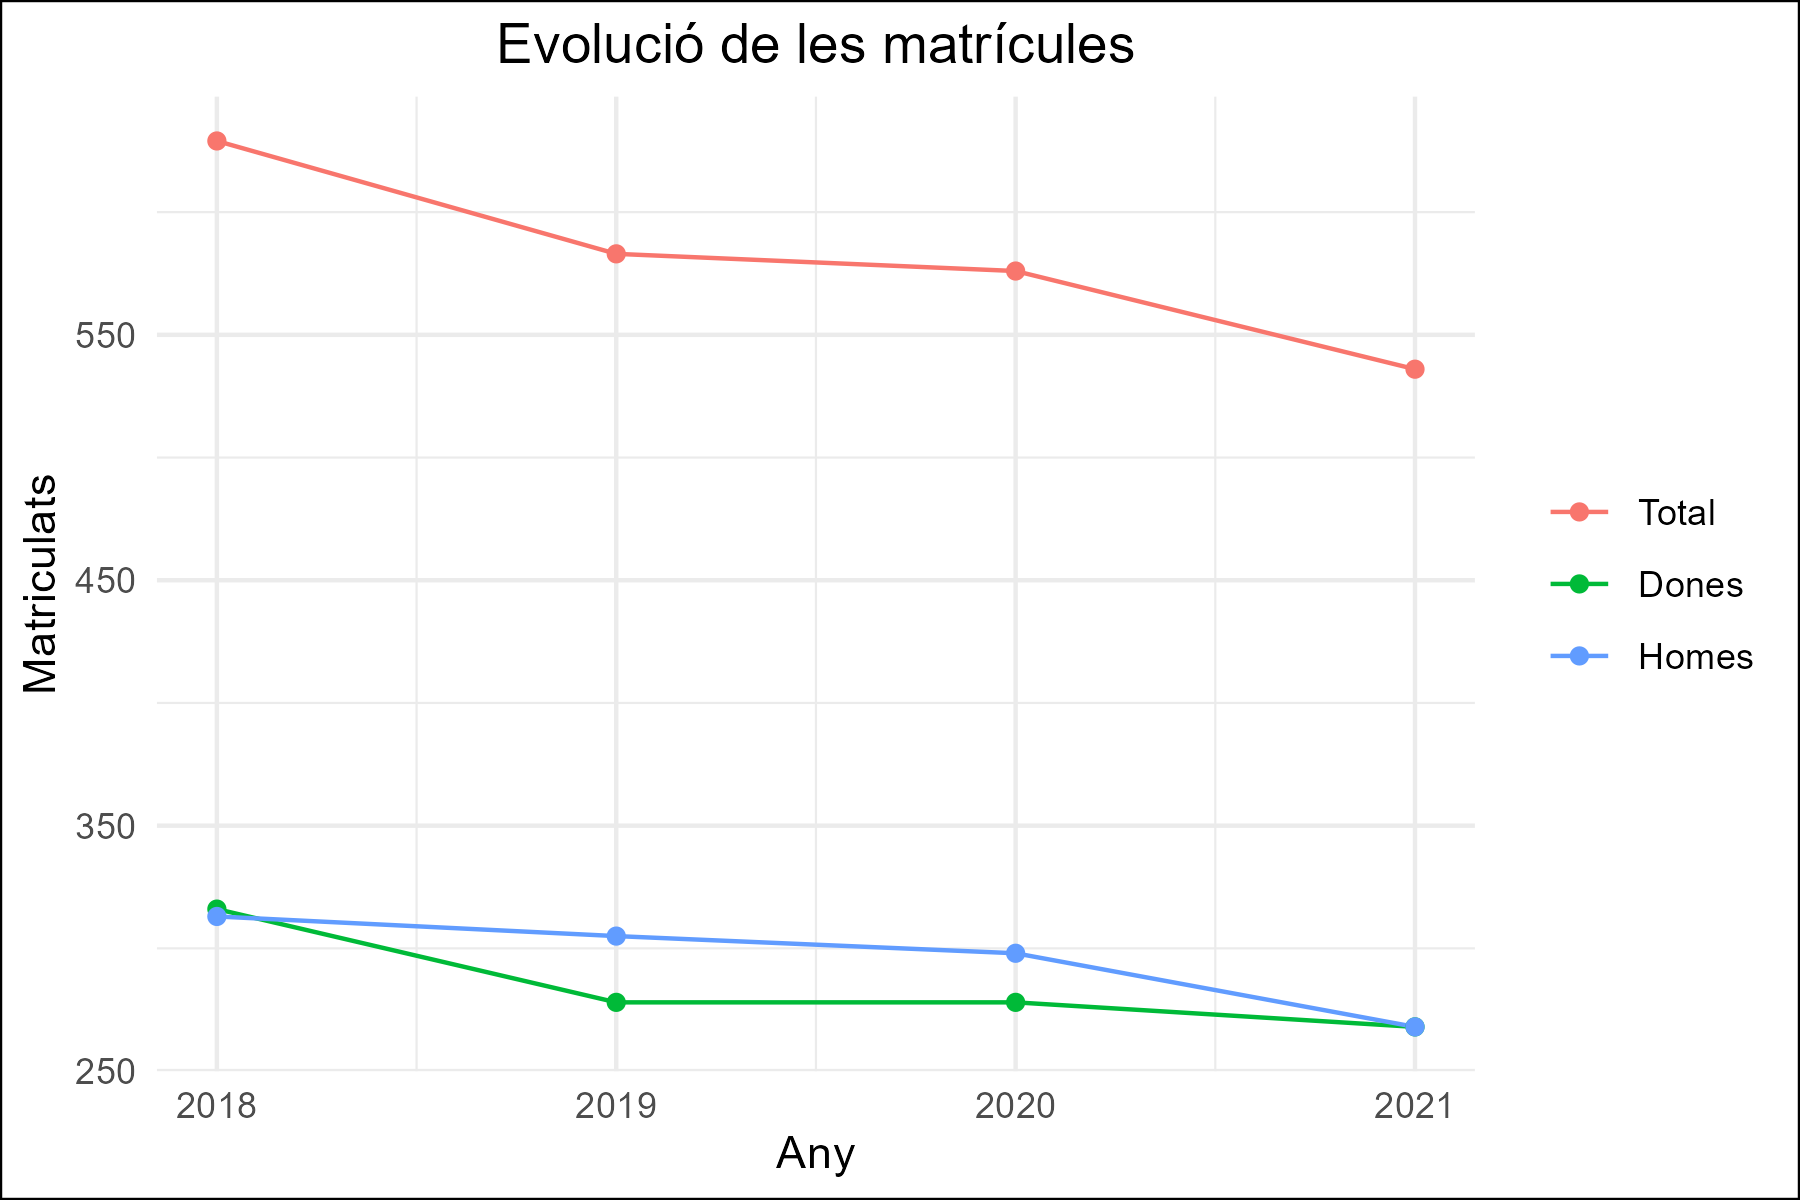 Evolució de les matrícules
Matriculats
550
450
350
250
2018
2019
2020
2021
Any
Total
Dones
Homes